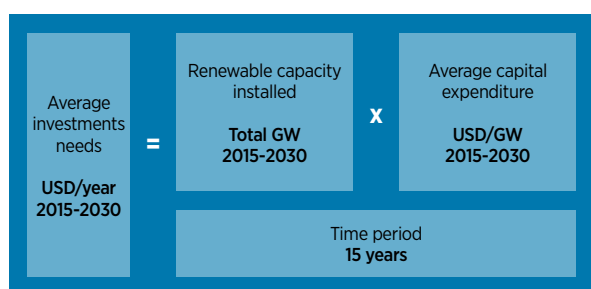 Average
investments
needs
USD/year
2015-2030
=
Renewable capacity
installed
Total GW
2015-2030
x
Average capital
expenditure
USD/GW
2015-2030
Time period
15 years